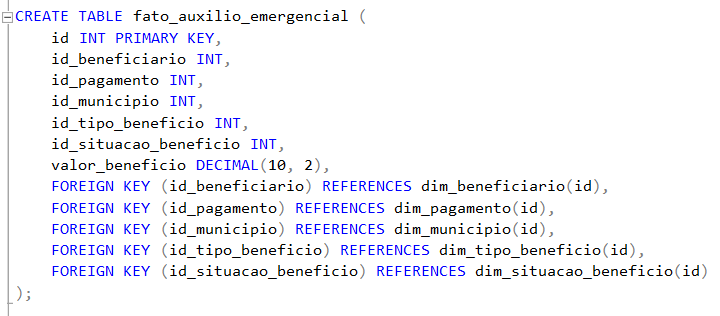 CREATE TABLE fato_auxilio_emergencial (
    id INT PRIMARY KEY,
    id_beneficiario INT,
    id_pagamento INT,
    id_municipio INT,
    id_tipo_beneficio INT,
    id_situacao_beneficio INT,
    valor_beneficio DECIMAL(10, 2),
    FOREIGN KEY (id_beneficiario) REFERENCES dim_beneficiario(id),
    FOREIGN KEY (id_pagamento) REFERENCES dim_pagamento(id),
    FOREIGN KEY (id_municipio) REFERENCES dim_municipio(id),
    FOREIGN KEY (id_tipo_beneficio) REFERENCES dim_tipo_beneficio(id),
    FOREIGN KEY (id_situacao_beneficio) REFERENCES dim_situacao_beneficio(id)
);